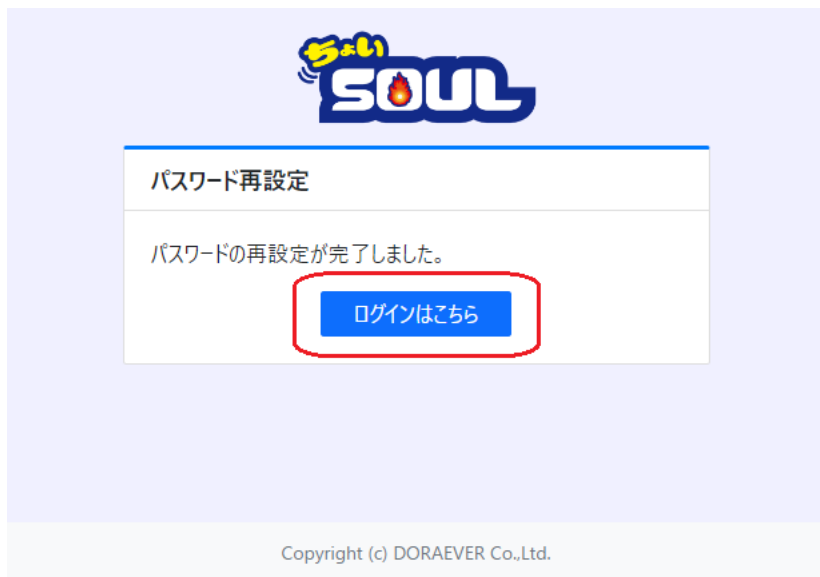 ちょい
SOUL
パスワード再設定
パスワードの再設定が完了しました。
ログインはこちら
Copyright (c) DORAEVER Co.,Ltd.